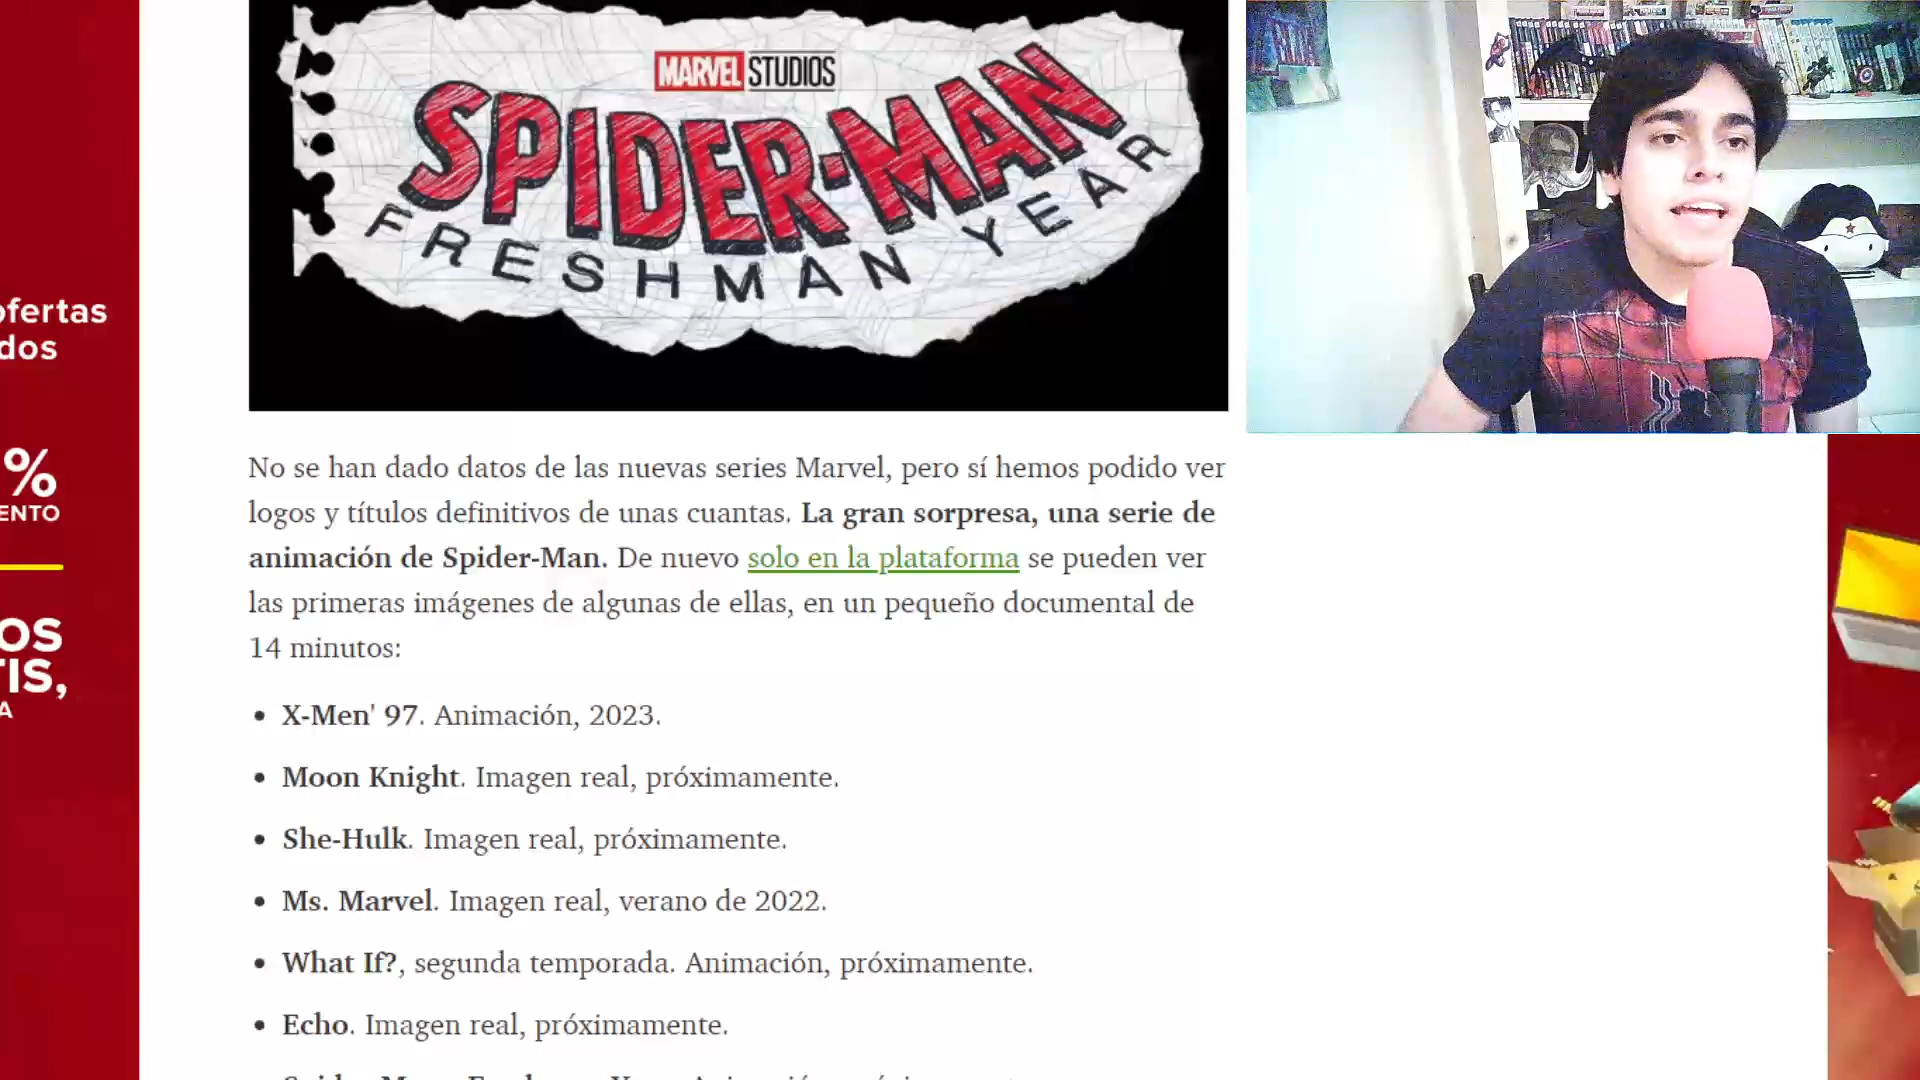 MARVEL STUDIOS
SPIDER-MAN
FRESHMAN YEAR
ofertas
dos
%
ENTO
OS
TIS,
A
No se han dado datos de las nuevas series Marvel, pero sí hemos podido ver
logos y títulos definitivos de unas cuantas. La gran sorpresa, una serie de
animación de Spider-Man. De nuevo solo en la plataforma se pueden ver
las primeras imágenes de algunas de ellas, en un pequeño documental de
14 minutos:
• X-Men' 97. Animación, 2023.
• Moon Knight. Imagen real, próximamente.
• She-Hulk. Imagen real, próximamente.
• Ms. Marvel. Imagen real, verano de 2022.
• What If?, segunda temporada. Animación, próximamente.
• Echo. Imagen real, próximamente.